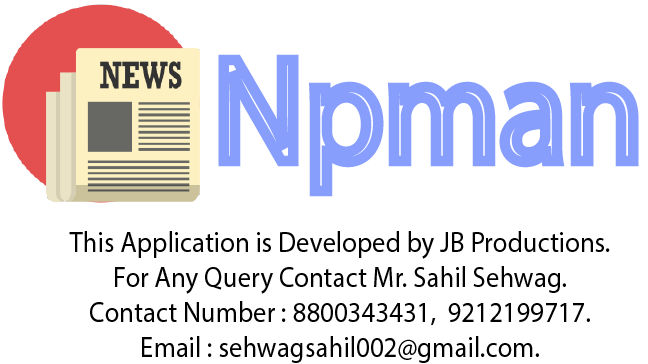 NEWS
Npman
This Application is Developed by JB Productions.
For Any Query Contact Mr. Sahil Sehwag.
Contact Number : 8800343431,  9212199717.
Email : sehwagsahil002@gmail.com.